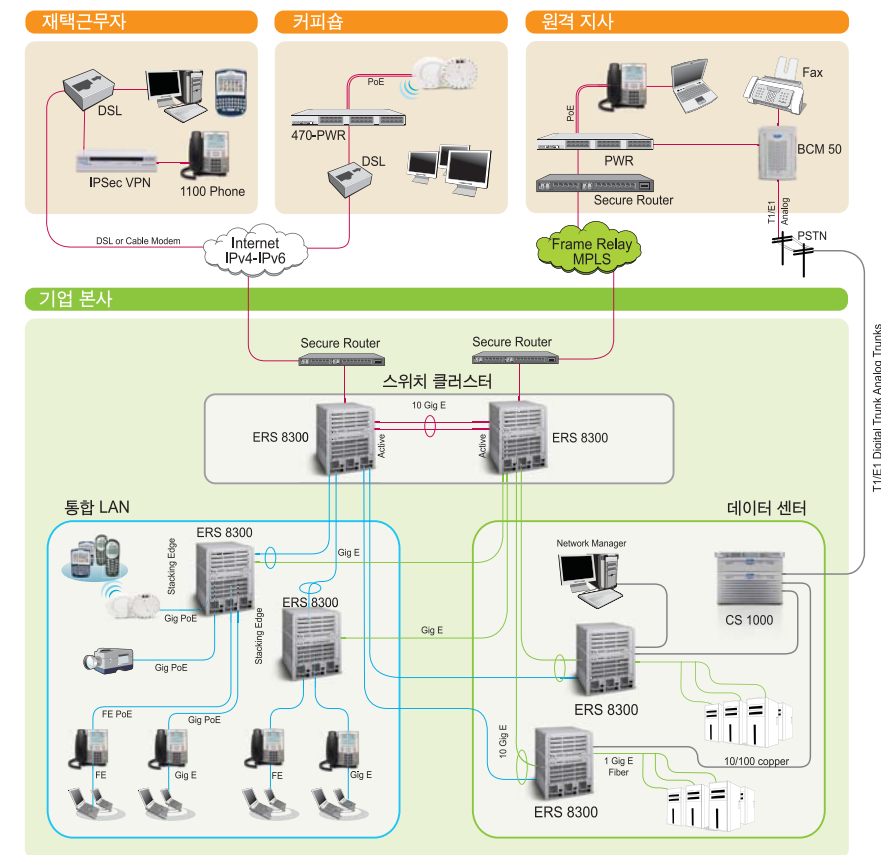 재택근무자
커피숍
원격 지사
DSL
IPSec VPN
1100 Phone
DSL or Cable Modem
PoE
470-PWR
DSL
PoE
Fax
PWR
BCM 50
Secure Router
T1/E1
Analog
PSTN
Internet
IPv4-IPv6
Frame Relay
MPLS
T1/E1 Digital Trunk Analog Trunks
기업 본사
Secure Router
Secure Router
스위치 클러스터
10 Gig E
ERS 8300
Active
Active
ERS 8300
통합 LAN
ERS 8300
Stacking Edge
Gig E
Gig PoE
ERS 8300
Stacking Edge
Gig E
Gig PoE
FE PoE
Gig PoE
FE
Gig E
FE
Gig E
데이터 센터
Network Manager
CS 1000
ERS 8300
10 Gig E
1 Gig E
Fiber
10/100 copper
ERS 8300